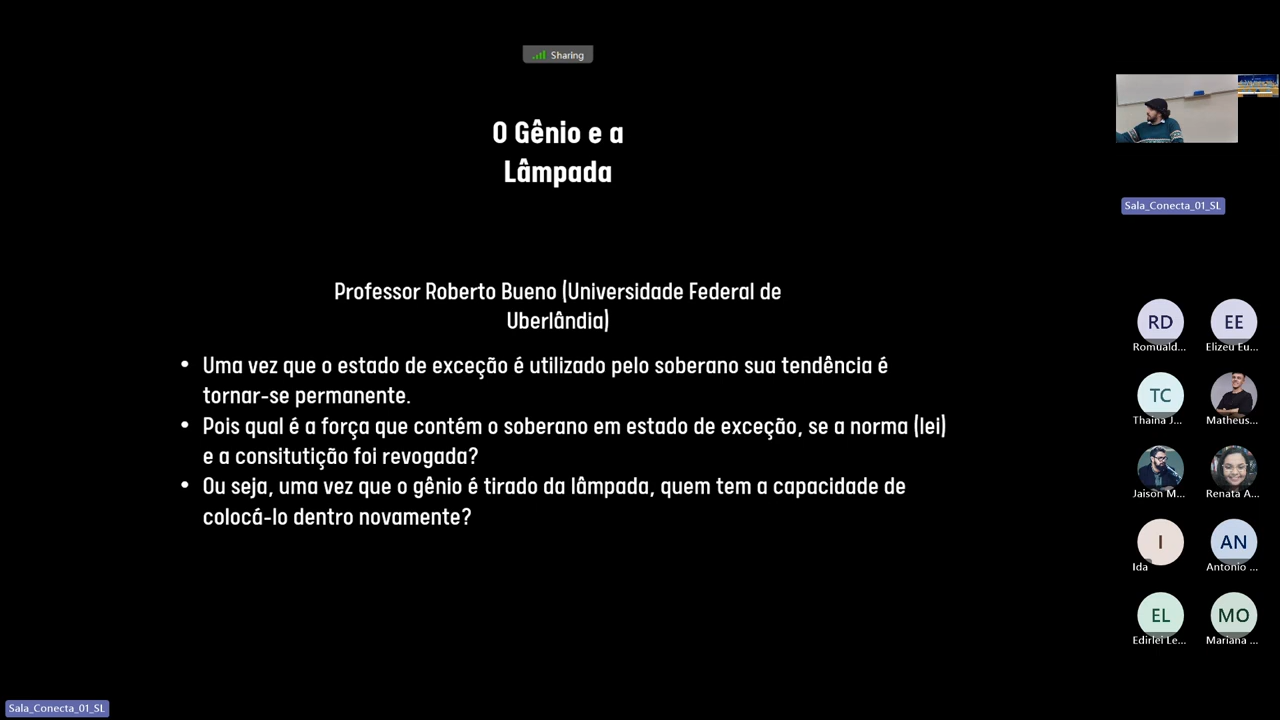 Sharing
O Gênio e a
Lâmpada
Professor Roberto Bueno (Universidade Federal de
Uberlândia)
• Uma vez que o estado de exceção é utilizado pelo soberano sua tendência é
tornar-se permanente.
• Pois qual é a força que contém o soberano em estado de exceção, se a norma (lei)
e a consitutição foi revogada?
• Ou seja, uma vez que o gênio é tirado da lâmpada, quem tem a capacidade de
colocá-lo dentro novamente?
Sala_Conecta_01_SL
RD
EE
Romuald...
Elizeu Eu...
TC
Thaina J...
Matheus...
Jaison M...
Renata A...
I
AN
Ida
Antonio ...
EL
MO
Edirlei Le...
Mariana ...
Sala_Conecta_01_SL